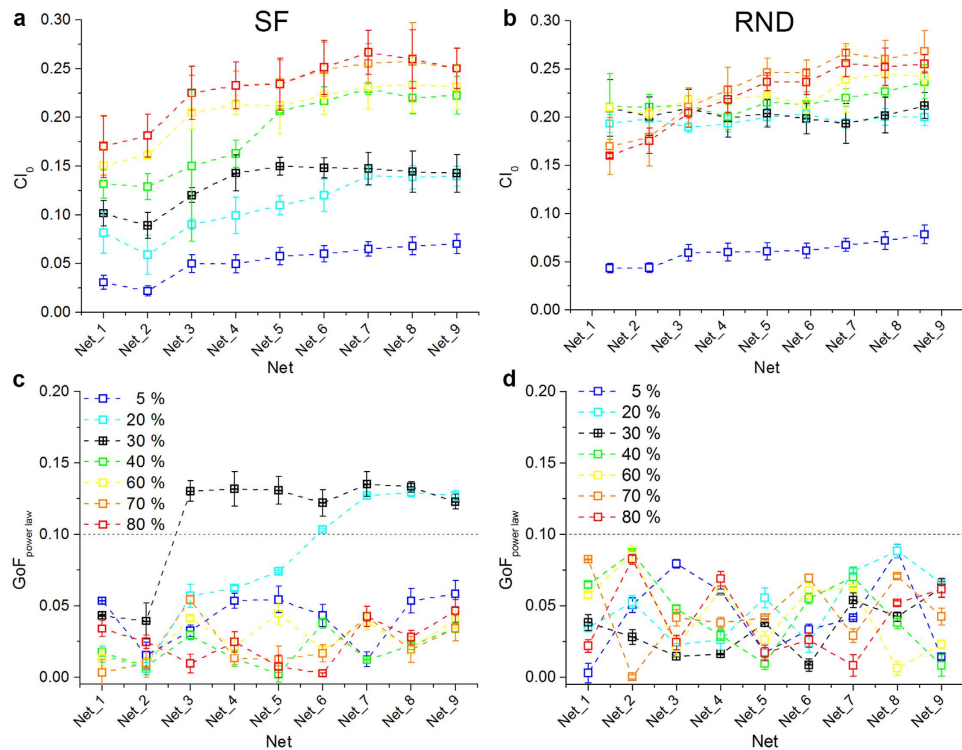 a
SF
0.30
0.25
0.20
0.15
0.10
0.05
0.00
CI0
Net_1
Net_2
Net_3
Net_4
Net_5
Net_6
Net_7
Net_8
Net_9
Net
b
RND
0.30
0.25
0.20
0.15
0.10
0.05
0.00
CI0
Net_1
Net_2
Net_3
Net_4
Net_5
Net_6
Net_7
Net_8
Net_9
Net
c
0.20
0.15
0.10
0.05
0.00
GoFpower law
5 %
20 %
30 %
40 %
60 %
70 %
80 %
Net_1
Net_2
Net_3
Net_4
Net_5
Net_6
Net_7
Net_8
Net_9
Net
d
0.20
0.15
0.10
0.05
0.00
GoFpower law
5 %
20 %
30 %
40 %
60 %
70 %
80 %
Net_1
Net_2
Net_3
Net_4
Net_5
Net_6
Net_7
Net_8
Net_9
Net